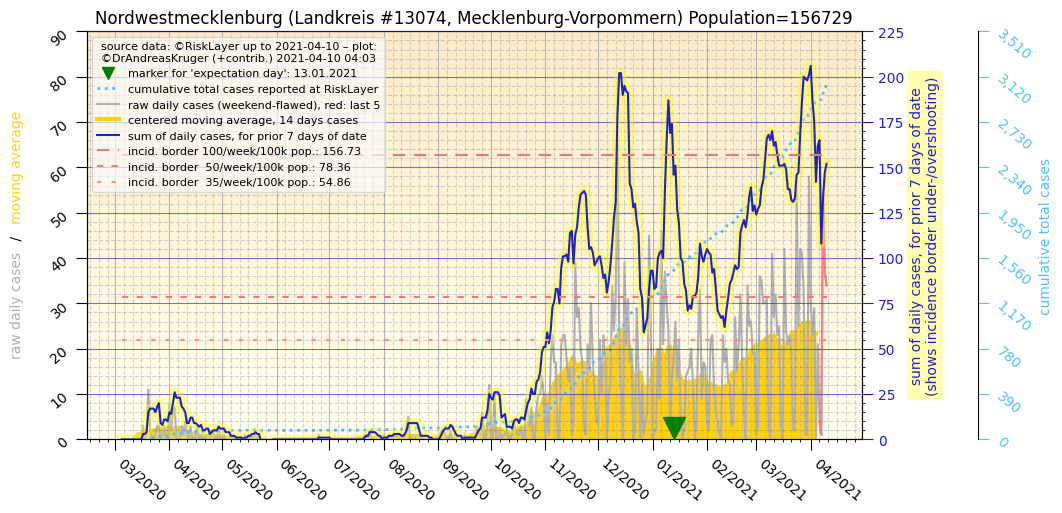 Nordwestmecklenburg (Landkreis #13074, Mecklenburg-Vorpommern) Population=156729
source data: ©RiskLayer up to 2021-04-10 – plot:
©DrAndreasKruger (+contrib.) 2021-04-10 04:03
marker for 'expectation day': 13.01.2021
cumulative total cases reported at RiskLayer
raw daily cases (weekend-flawed), red: last 5
centered moving average, 14 days cases
sum of daily cases, for prior 7 days of date
incid. border 100/week/100k pop.: 156.73
incid. border  50/week/100k pop.: 78.36
incid. border  35/week/100k pop.: 54.86
raw daily cases / moving average
90
80
70
60
50
40
30
20
10
0
03/2020
04/2020
05/2020
06/2020
07/2020
08/2020
09/2020
10/2020
11/2020
12/2020
01/2021
02/2021
03/2021
04/2021
225
200
175
150
125
100
75
50
25
0
sum of daily cases, for prior 7 days of date
(shows incidence border under-/overshooting)
3,510
3,120
2,730
2,340
1,950
1,560
1,170
780
390
0
cumulative total cases